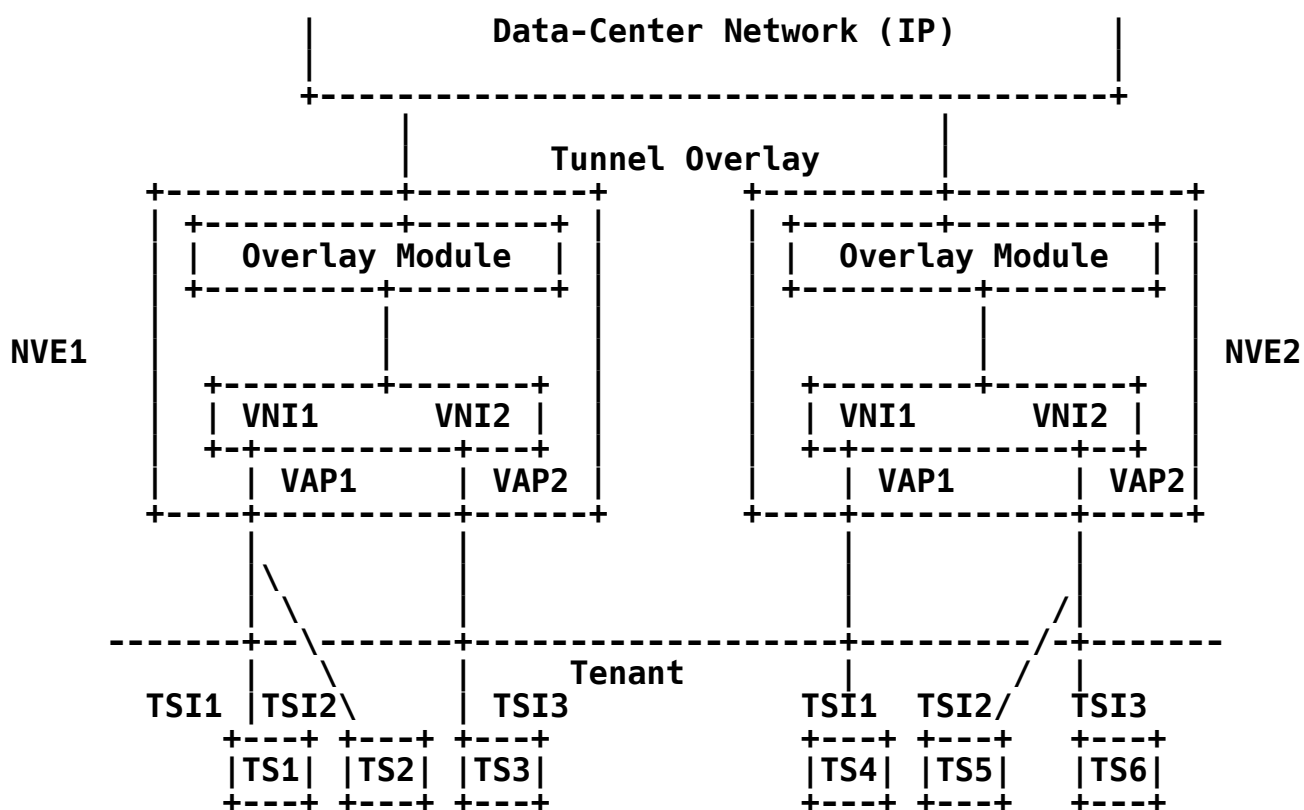 Data-Center Network (IP)
Tunnel Overlay
Overlay Module Overlay Module
NVE1 NVE2
VNI1 VNI2 VNI1 VNI2
VAP1 VAP2 VAP1 VAP2
Tenant
TSI1 TSI2 TSI3 TSI1 TSI2 TSI3
TS1 TS2 TS3 TS4 TS5 TS6